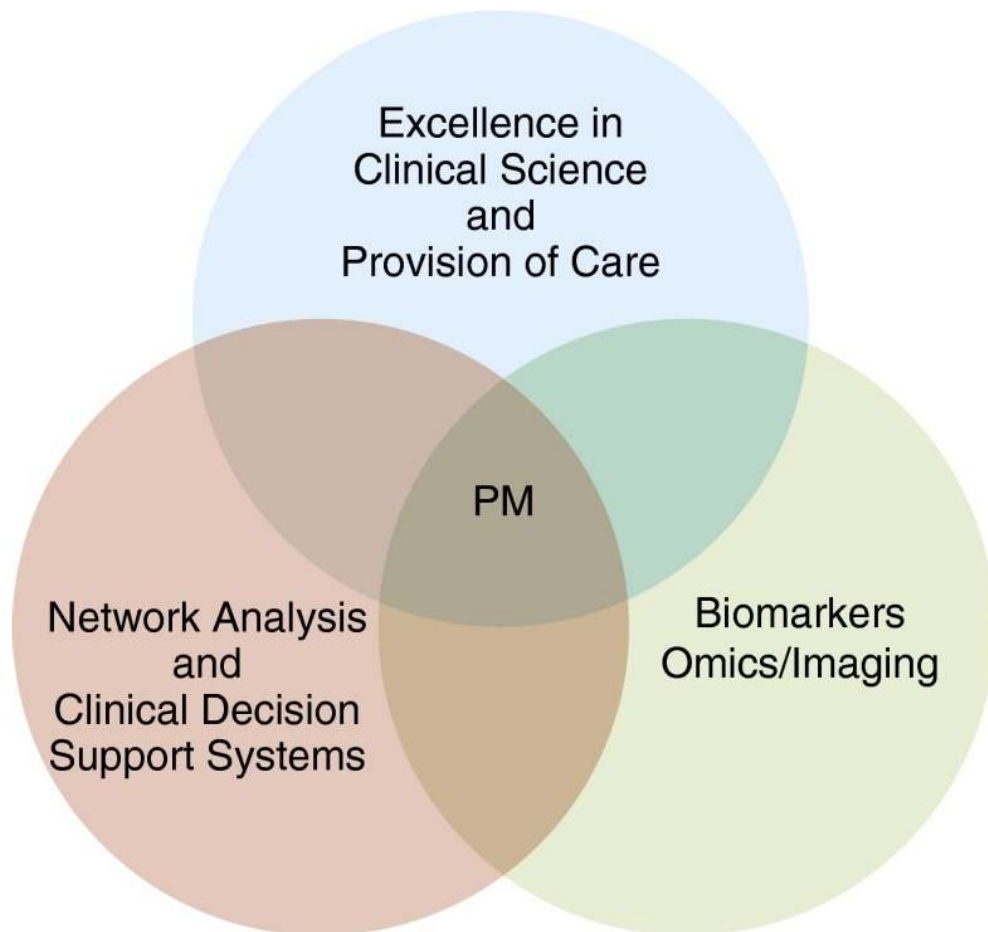 Excellence in
Clinical Science
and
Provision of Care
PM
Network Analysis
and
Clinical Decision
Support Systems
Biomarkers
Omics/Imaging